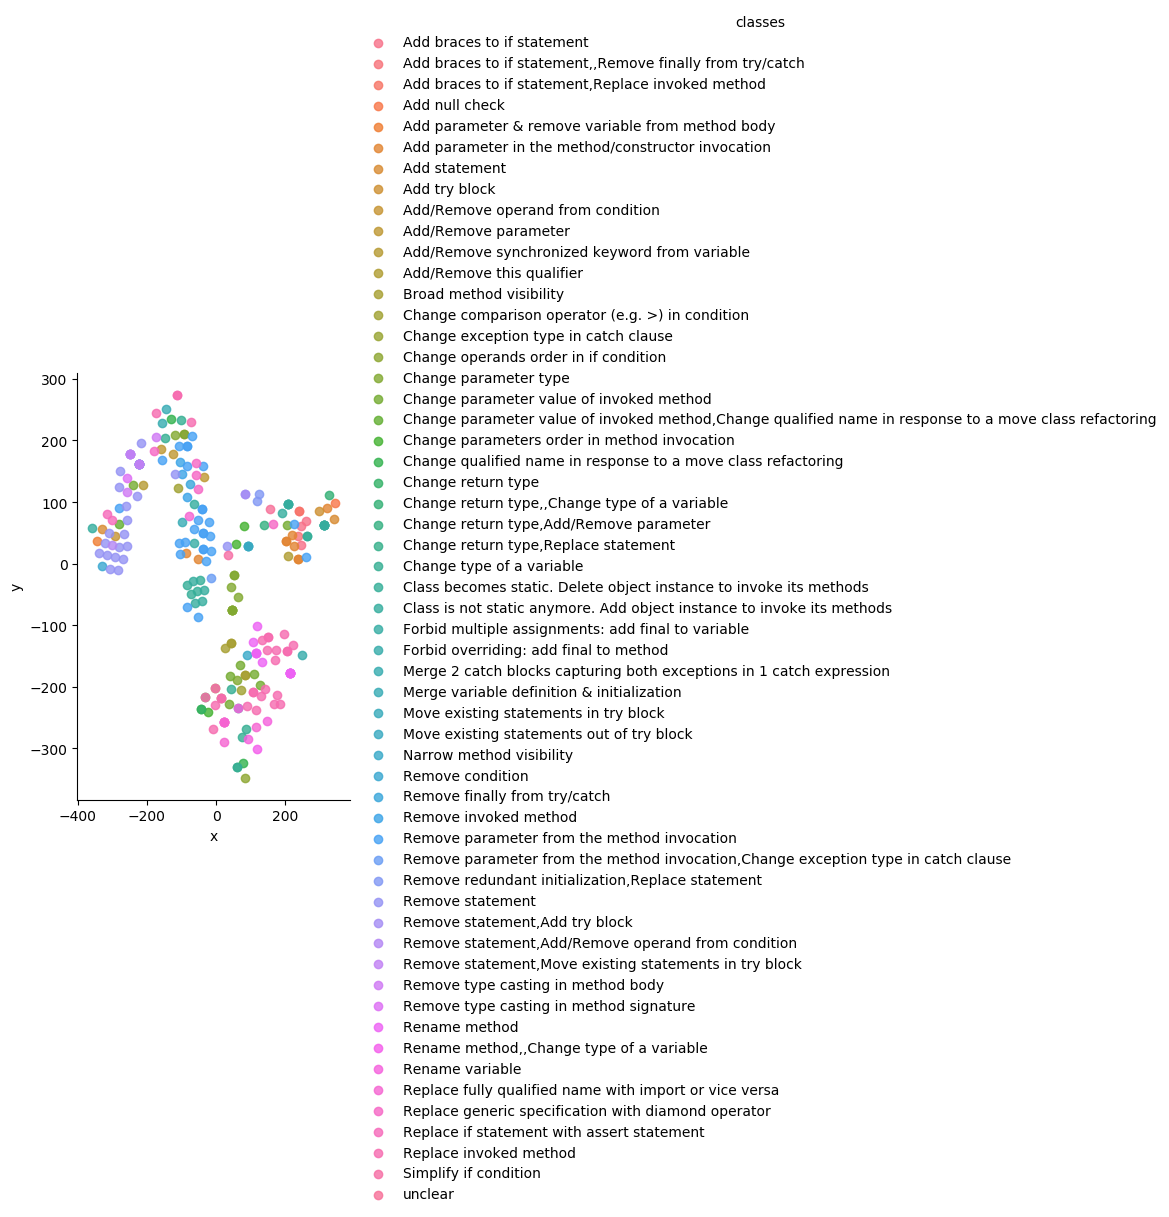 classes
Add braces to if statement
Add braces to if statement,,Remove finally from try/catch
Add braces to if statement,Replace invoked method
Add null check
Add parameter & remove variable from method body
Add parameter in the method/constructor invocation
Add statement
Add try block
Add/Remove operand from condition
Add/Remove parameter
Add/Remove synchronized keyword from variable
Add/Remove this qualifier
Broad method visibility
Change comparison operator (e.g. >) in condition
Change exception type in catch clause
Change operands order in if condition
Change parameter type
Change parameter value of invoked method
Change parameter value of invoked method,Change qualified name in response to a move class refactoring
Change parameters order in method invocation
Change qualified name in response to a move class refactoring
Change return type
Change return type,,Change type of a variable
Change return type,Add/Remove parameter
Change return type,Replace statement
Change type of a variable
Class becomes static. Delete object instance to invoke its methods
Class is not static anymore. Add object instance to invoke its methods
Forbid multiple assignments: add final to variable
Forbid overriding: add final to method
Merge 2 catch blocks capturing both exceptions in 1 catch expression
Merge variable definition & initialization
Move existing statements in try block
Move existing statements out of try block
Narrow method visibility
Remove condition
Remove finally from try/catch
Remove invoked method
Remove parameter from the method invocation
Remove parameter from the method invocation,Change exception type in catch clause
Remove redundant initialization,Replace statement
Remove statement
Remove statement,Add try block
Remove statement,Add/Remove operand from condition
Remove statement,Move existing statements in try block
Remove type casting in method body
Remove type casting in method signature
Rename method
Rename method,,Change type of a variable
Rename variable
Replace fully qualified name with import or vice versa
Replace generic specification with diamond operator
Replace if statement with assert statement
Replace invoked method
Simplify if condition
unclear
300
200
100
0
−100
−200
−300
y
−400
−200
0
200
x